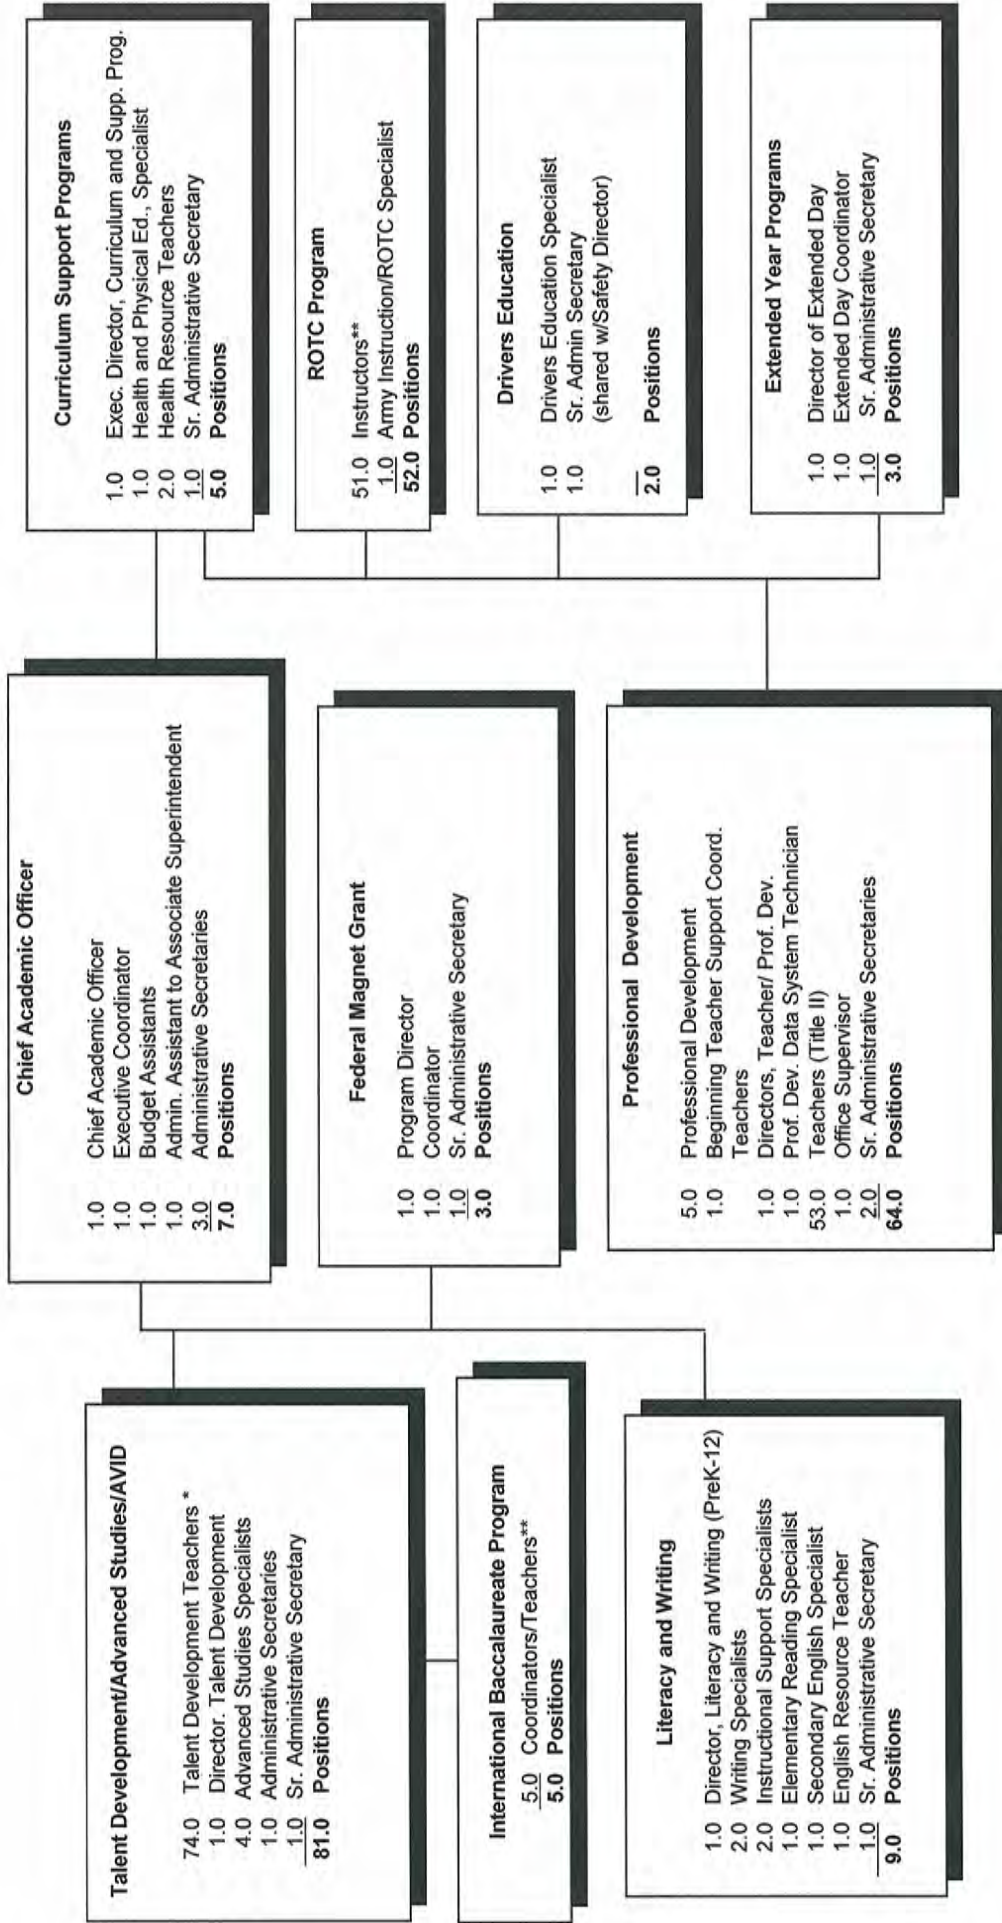 Chief Academic Officer
1.0 Chief Academic Officer
1.0 Executive Coordinator
1.0 Budget Assistants
1.0 Admin. Assistant to Associate Superintendent
3.0 Administrative Secretaries
7.0 Positions
Talent Development/Advanced Studies/AVID
74.0 Talent Development Teachers *
1.0 Director. Talent Development
4.0 Advanced Studies Specialists
1.0 Administrative Secretaries
1.0 Sr. Administrative Secretary
81.0 Positions
International Baccalaureate Program
5.0 Coordinators/Teachers**
5.0 Positions
Literacy and Writing
1.0 Director, Literacy and Writing (PreK-12)
2.0 Writing Specialists
2.0 Instructional Support Specialists
1.0 Elementary Reading Specialist
1.0 Secondary English Specialist
1.0 English Resource Teacher
1.0 Sr. Administrative Secretary
9.0 Positions
Federal Magnet Grant
1.0 Program Director
1.0 Coordinator
1.0 Sr. Administrative Secretary
3.0 Positions
Professional Development
5.0 Professional Development
1.0 Beginning Teacher Support Coord.
Teachers
1.0 Directors, Teacher/ Prof. Dev.
1.0 Prof. Dev. Data System Technician
53.0 Teachers (Title II)
1.0 Office Supervisor
2.0 Sr. Administrative Secretaries
64.0 Positions
Curriculum Support Programs
1.0 Exec. Director, Curriculum and Supp. Prog.
1.0 Health and Physical Ed., Specialist
2.0 Health Resource Teachers
1.0 Sr. Administrative Secretary
5.0 Positions
ROTC Program
51.0 Instructors**
1.0 Army Instruction/ROTC Specialist
52.0 Positions
Drivers Education
1.0 Drivers Education Specialist
1.0 Sr. Admin Secretary
(shared w/Safety Director)
2.0 Positions
Extended Year Programs
1.0 Director of Extended Day
1.0 Extended Day Coordinator
1.0 Sr. Administrative Secretary
3.0 Positions